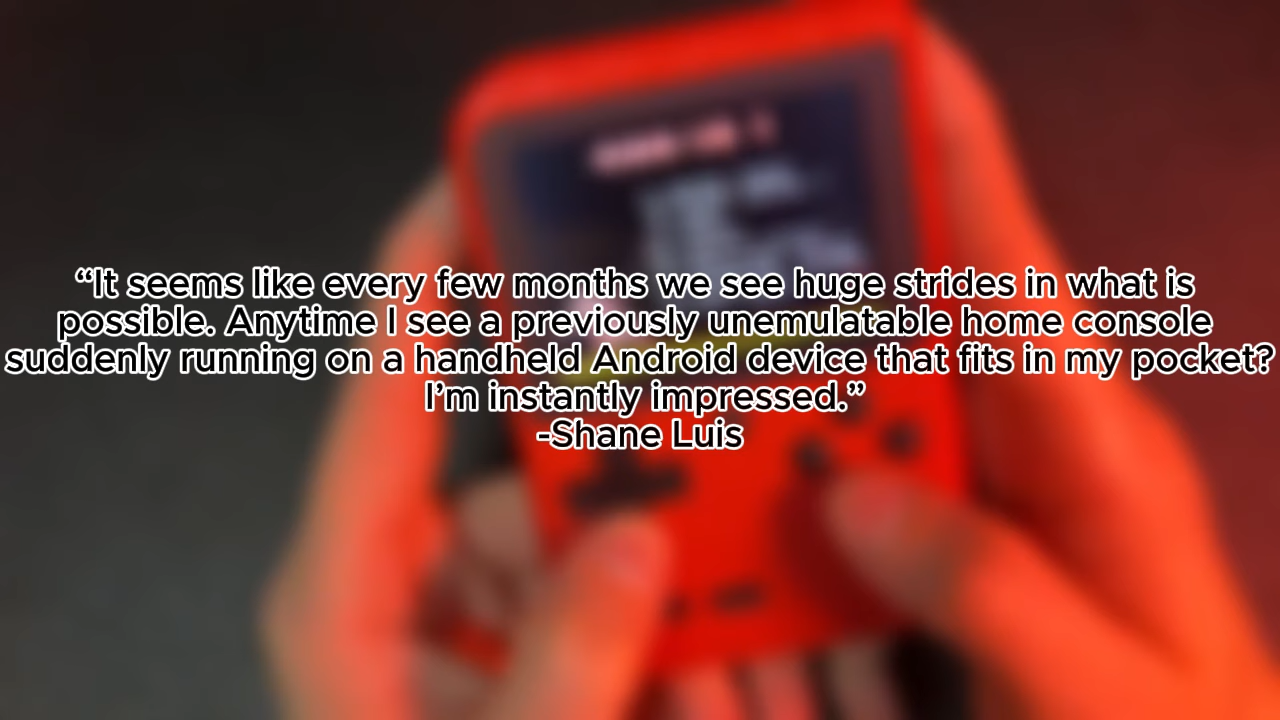 “It seems like every few months we see huge strides in what is
possible. Anytime I see a previously unemulatable home console
suddenly running on a handheld Android device that fits in my pocket?
I’m instantly impressed.”
-Shane Luis